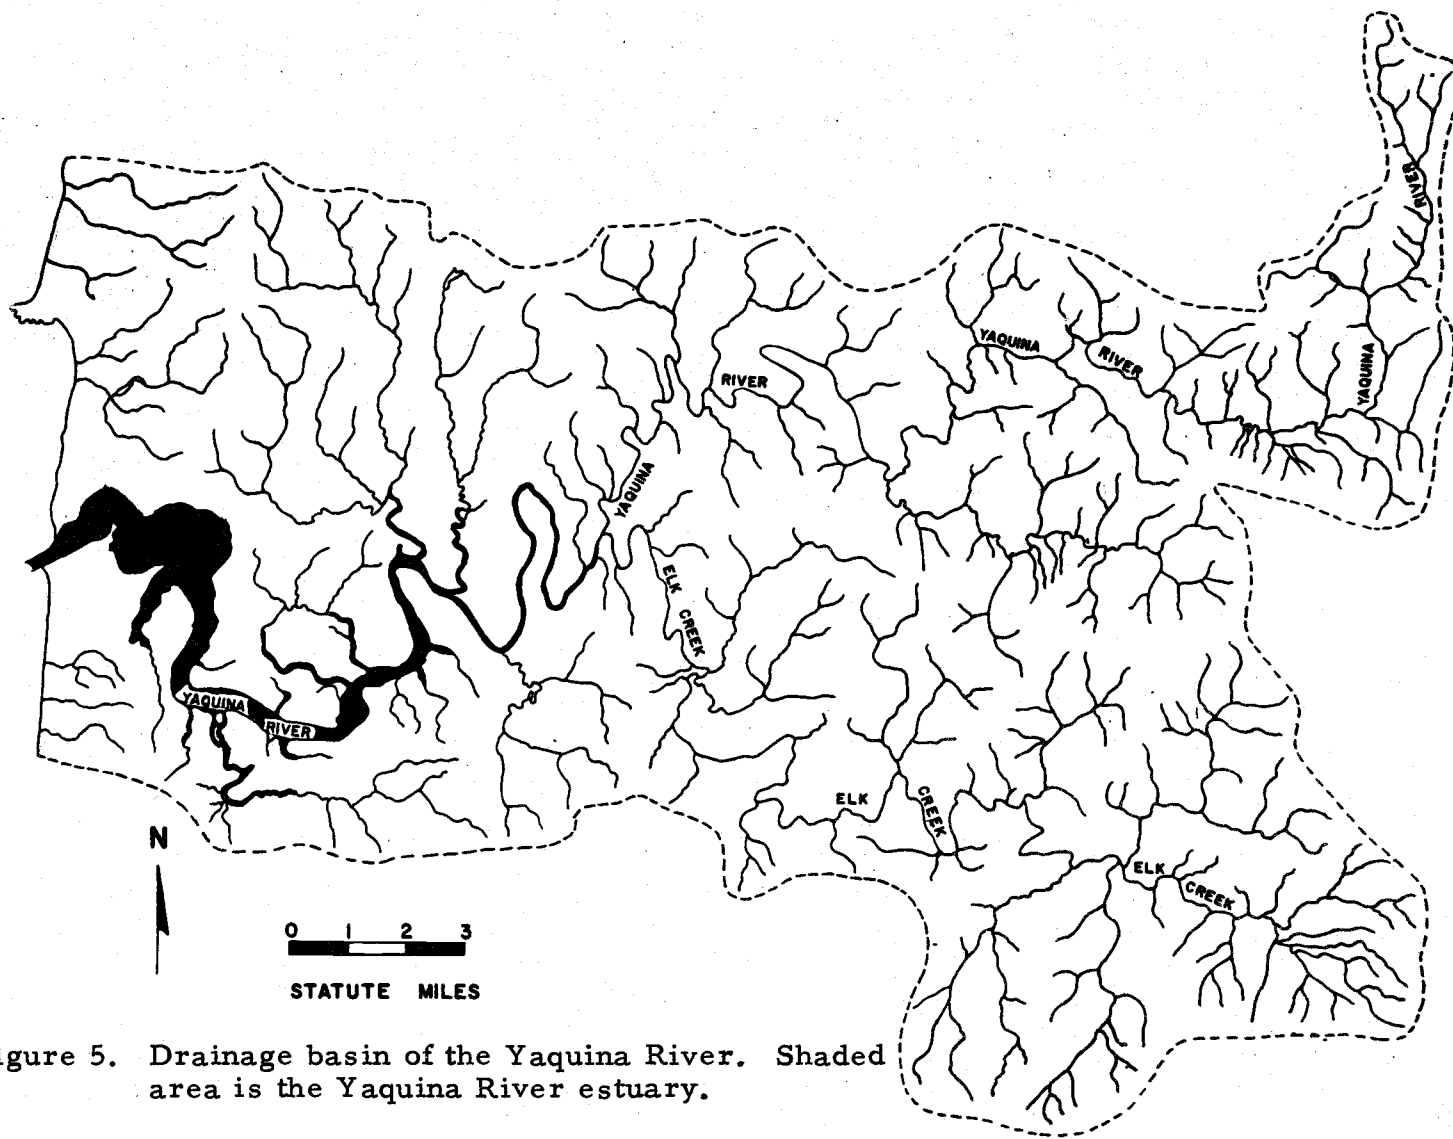 RIVER
YAQUINA
RIVER
YAQUINA
RIVER
YAQUINA
ELK
CREEK
YAQUINA
RIVER
ELK
CREEK
ELK
CREEK
N
0 1 2 3
STATUTE MILES
igure 5. Drainage basin of the Yaquina River. Shaded
area is the Yaquina River estuary.